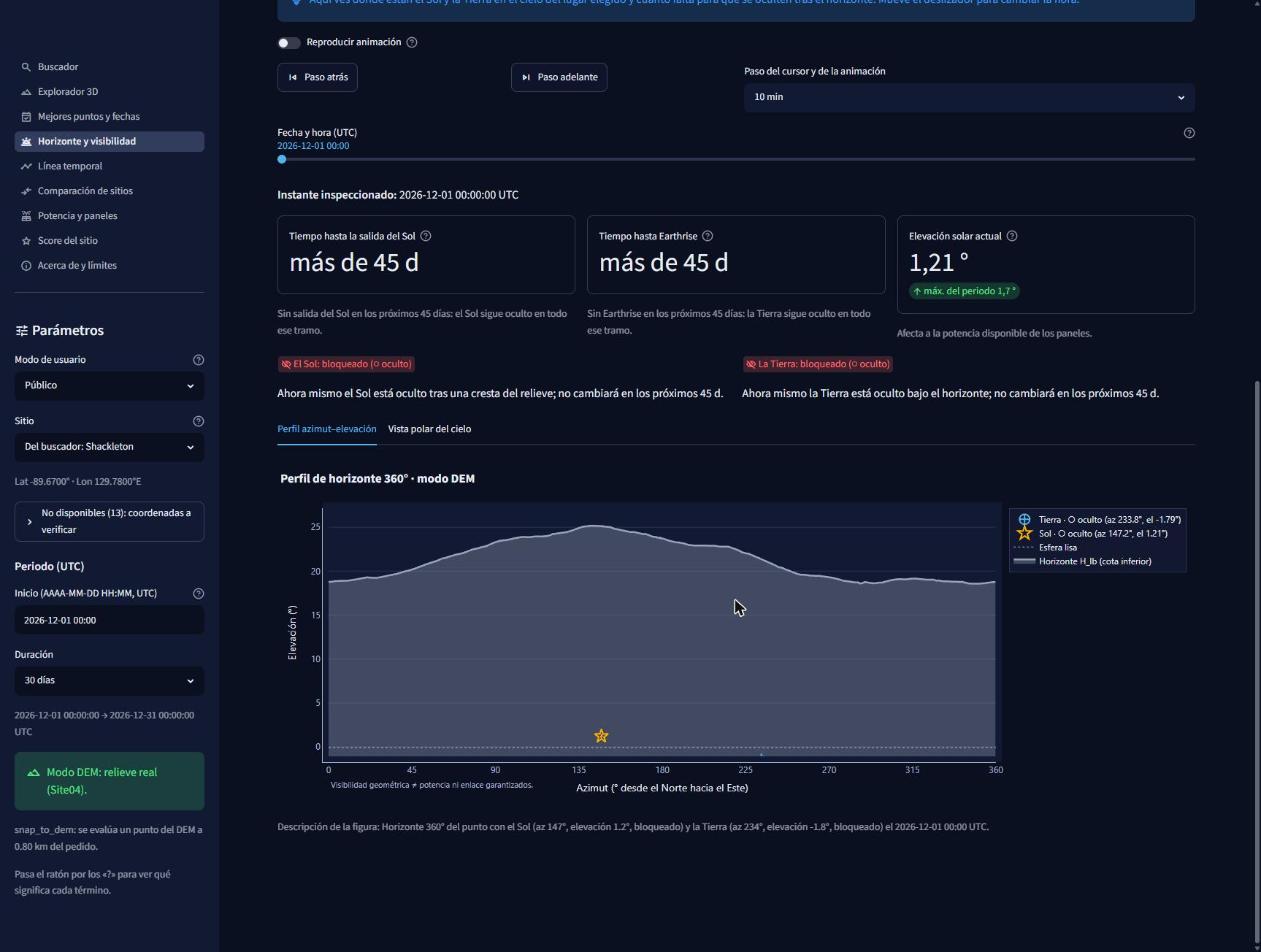 Aquí ves dónde están el Sol y la Tierra en el cielo del lugar elegido y cuánto falta para que se oculten tras el horizonte. Mueve el deslizador para cambiar la hora.
Reproducir animación
Paso atrás
Paso adelante
Paso del cursor y de la animación
10 min
Fecha y hora (UTC)
2026-12-01 00:00
Instante inspeccionado: 2026-12-01 00:00:00 UTC
Tiempo hasta la salida del Sol
más de 45 d
Sin salida del Sol en los próximos 45 días: el Sol sigue oculto en todo
ese tramo.
Tiempo hasta Earthrise
más de 45 d
Sin Earthrise en los próximos 45 días: la Tierra sigue oculto en todo
ese tramo.
Elevación solar actual
1,21 °
↑ máx. del periodo 1,7 °
Afecta a la potencia disponible de los paneles.
El Sol: bloqueado (○ oculto)
Ahora mismo el Sol está oculto tras una cresta del relieve; no cambiará en los próximos 45 d.
La Tierra: bloqueado (○ oculto)
Ahora mismo la Tierra está oculto bajo el horizonte; no cambiará en los próximos 45 d.
Perfil azimut–elevación
Vista polar del cielo
Perfil de horizonte 360° · modo DEM
Elevación (°)
25
20
15
10
5
0
0 45 90 135 180 225 270 315 360
Visibilidad geométrica ≠ potencia ni enlace garantizados.
Azimut (° desde el Norte hacia el Este)
Tierra · O oculto (az 233.8°, el -1.79°)
Sol · O oculto (az 147.2°, el 1.21°)
Esfera lisa
Horizonte H_lb (cota inferior)
Descripción de la figura: Horizonte 360° del punto con el Sol (az 147°, elevación 1.2°, bloqueado) y la Tierra (az 234°, elevación -1.8°, bloqueado) el 2026-12-01 00:00 UTC.
Buscador
Explorador 3D
Mejores puntos y fechas
Horizonte y visibilidad
Línea temporal
Comparación de sitios
Potencia y paneles
Score del sitio
Acerca de y límites
Parámetros
Modo de usuario
Público
Sitio
Del buscador: Shackleton
Lat -89.6700° · Lon 129.7800°E
No disponibles (13): coordenadas a
verificar
Periodo (UTC)
Inicio (AAAA-MM-DD HH:MM, UTC)
2026-12-01 00:00
Duración
30 días
2026-12-01 00:00:00 → 2026-12-31 00:00:00
UTC
Modo DEM: relieve real
(Site04).
snap_to_dem: se evalúa un punto del DEM a
0.80 km del pedido.
Pasa el ratón por los «?» para ver qué
significa cada término.